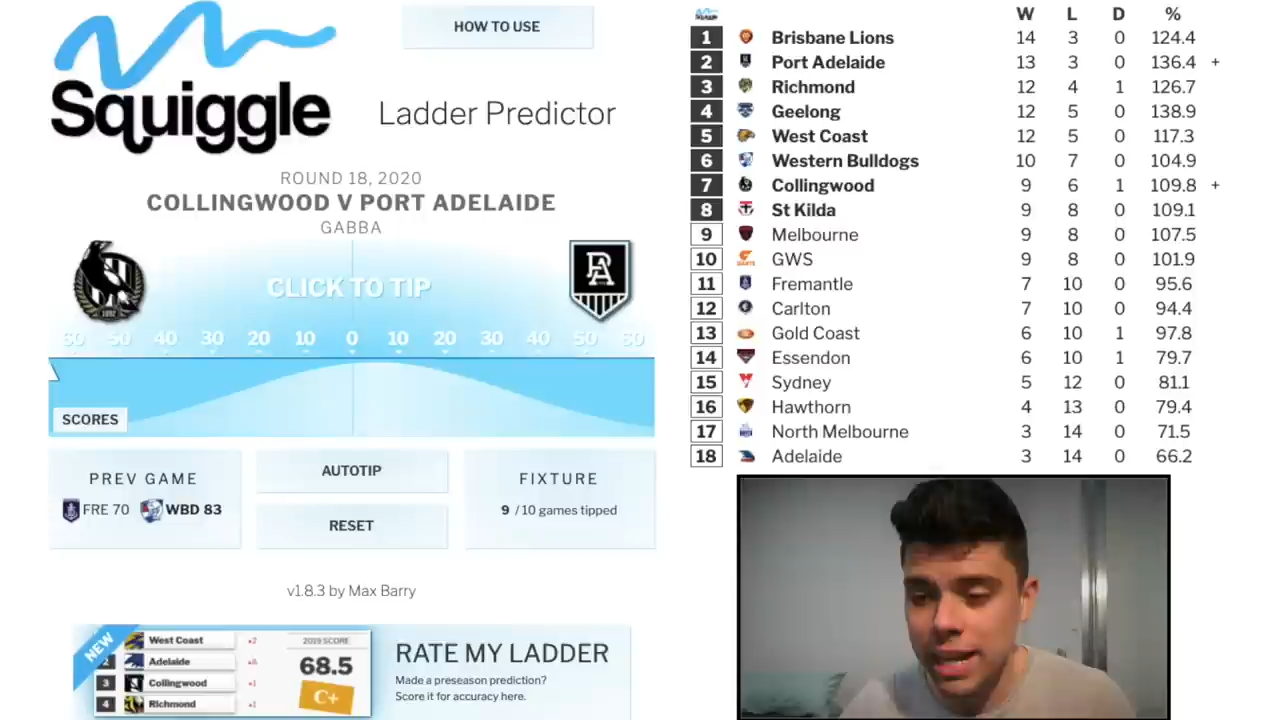 Squiggle
HOW TO USE
Ladder Predictor
ROUND 18, 2020
COLLINGWOOD V PORT ADELAIDE
GABBA
CLICK TO TIP
60 50 40 30 20 10 0 10 20 30 40 50 60
SCORES
PREV GAME
FRE 70 WBD 83
AUTOTIP
RESET
FIXTURE
9 / 10 games tipped
v1.8.3 by Max Barry
NEW
West Coast +2
2 Adelaide
3 Collingwood +1
4 Richmond +1
2019 SCORE
68.5
C+
RATE MY LADDER
Made a preseason prediction?
Score it for accuracy here.
Squiggle W L D %
1 Brisbane Lions 14 3 0 124.4
2 Port Adelaide 13 3 0 136.4 +
3 Richmond 12 4 1 126.7
4 Geelong 12 5 0 138.9
5 West Coast 12 5 0 117.3
6 Western Bulldogs 10 7 0 104.9
7 Collingwood 9 6 1 109.8 +
8 St Kilda 9 8 0 109.1
9 Melbourne 9 8 0 107.5
10 GWS 9 8 0 101.9
11 Fremantle 7 10 0 95.6
12 Carlton 7 10 0 94.4
13 Gold Coast 6 10 1 97.8
14 Essendon 6 10 1 79.7
15 Sydney 5 12 0 81.1
16 Hawthorn 4 13 0 79.4
17 North Melbourne 3 14 0 71.5
18 Adelaide 3 14 0 66.2